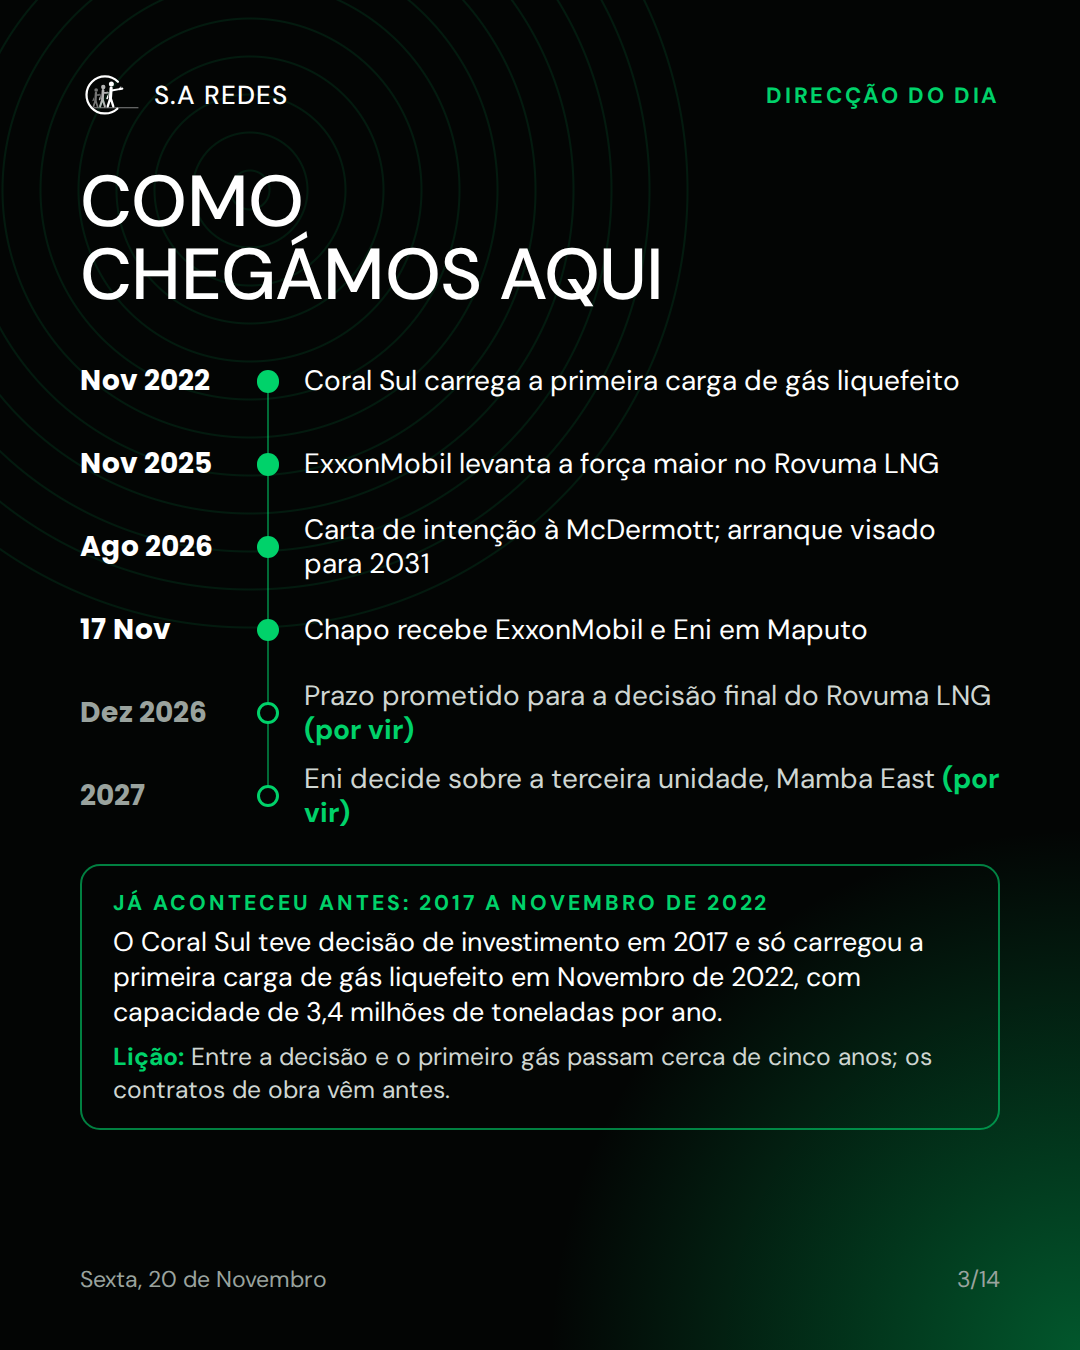 S.A REDES
DIRECÇÃO DO DIA
COMO
CHEGÁMOS AQUI
Nov 2022
Coral Sul carrega a primeira carga de gás liquefeito
Nov 2025
ExxonMobil levanta a força maior no Rovuma LNG
Ago 2026
Carta de intenção à McDermott; arranque visado
para 2031
17 Nov
Chapo recebe ExxonMobil e Eni em Maputo
Dez 2026
Prazo prometido para a decisão final do Rovuma LNG
(por vir)
2027
Eni decide sobre a terceira unidade, Mamba East (por
vir)
JÁ ACONTECEU ANTES: 2017 A NOVEMBRO DE 2022
O Coral Sul teve decisão de investimento em 2017 e só carregou a
primeira carga de gás liquefeito em Novembro de 2022, com
capacidade de 3,4 milhões de toneladas por ano.
Lição: Entre a decisão e o primeiro gás passam cerca de cinco anos; os
contratos de obra vêm antes.
Sexta, 20 de Novembro
3/14